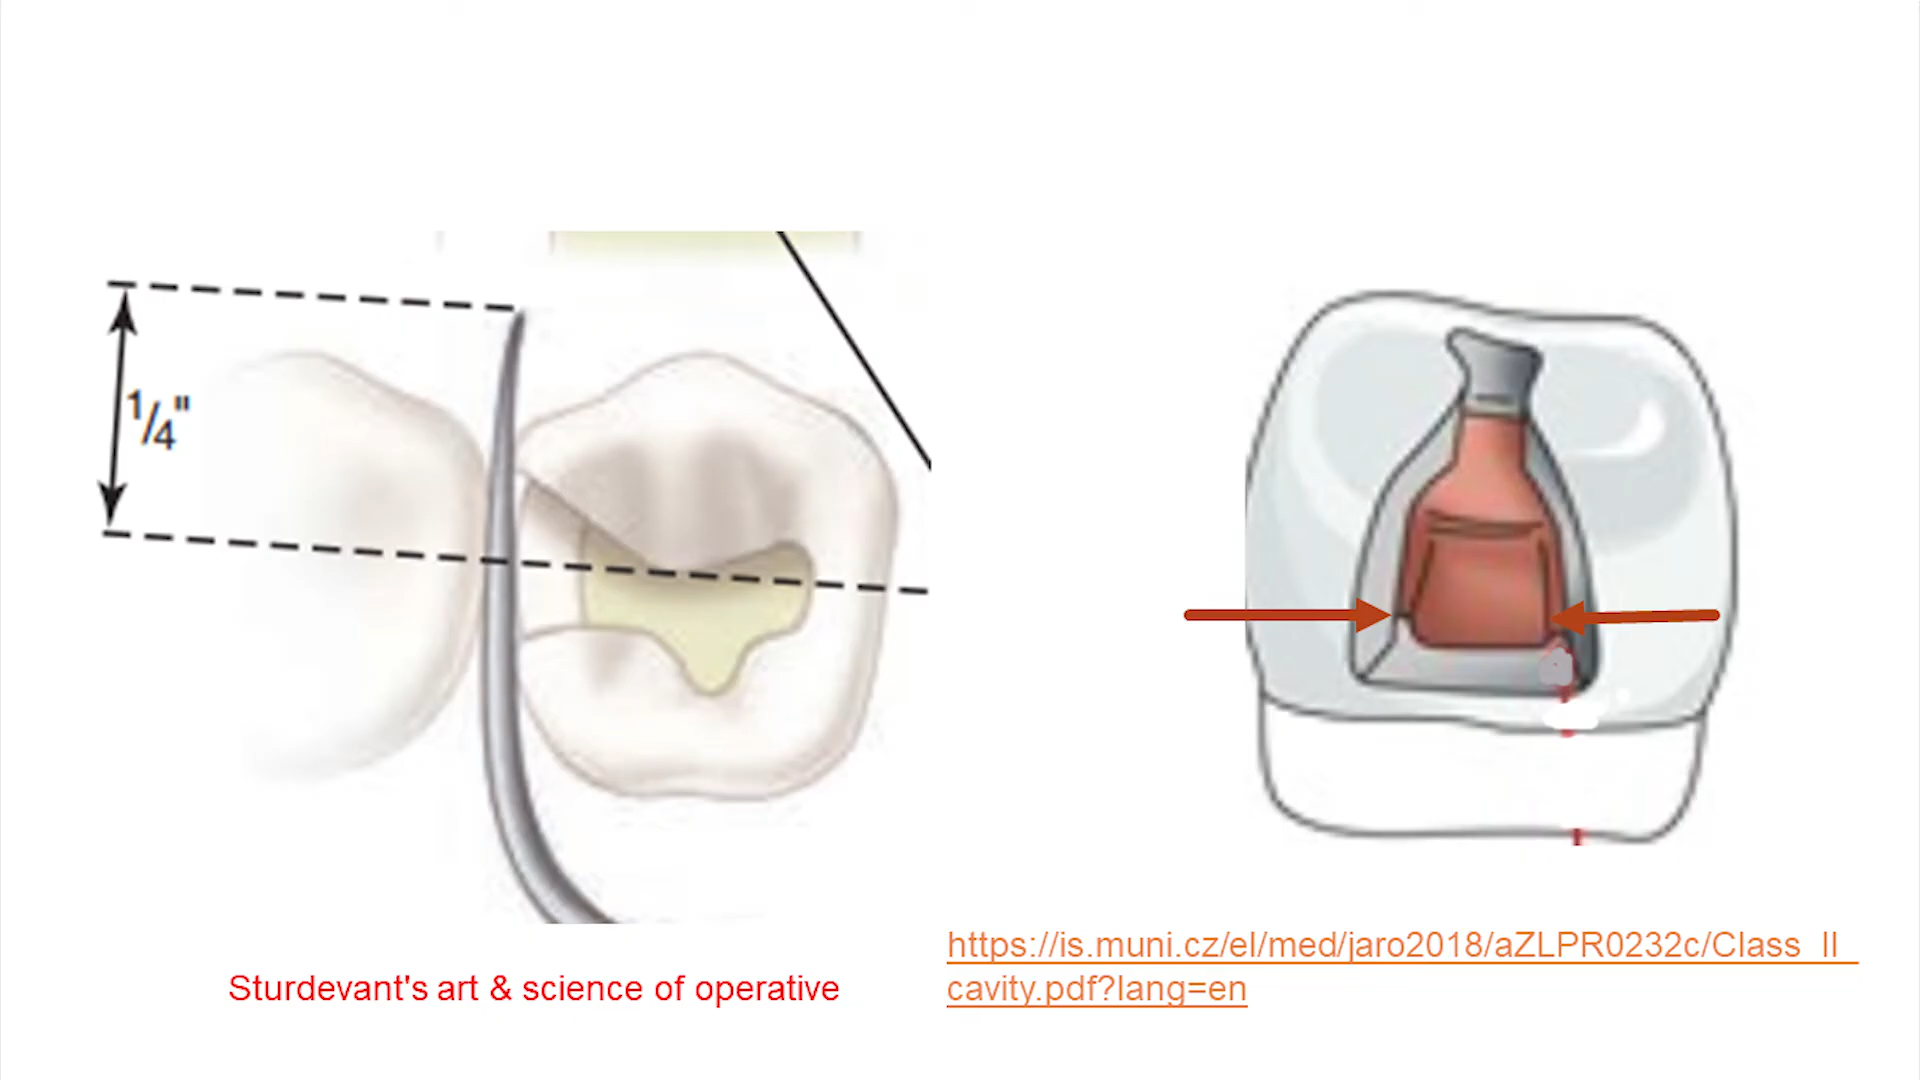 1/4"
Sturdevant's art & science of operative
https://is.muni.cz/el/med/jaro2018/aZLPR0232c/Class_II_
cavity.pdf?lang=en